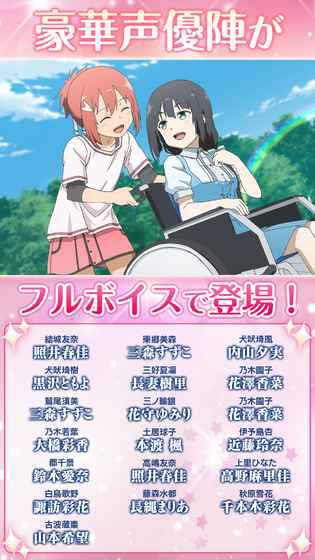 豪華声優陣が
フルボイスで登場!
結城友奈 東郷美森 犬吠埼風
照井春佳 三森すずこ 内山夕実
犬吠埼樹 三好夏凜 乃木園子
黒沢ともよ 長妻樹里 花澤香菜
鷲尾須美 三ノ輪銀 乃木園子
三森すずこ 花守ゆみり 花澤香菜
乃木若葉 土居球子 伊予島杏
大橋彩香 本渡 楓 近藤玲奈
郡千景 高嶋友奈 上里ひなた
鈴木愛奈 照井春佳 高野麻里佳
白鳥歌野 藤森水都 秋原雪花
諏訪彩花 長縄まりあ 千本木彩花
古波蔵棗
山本希望